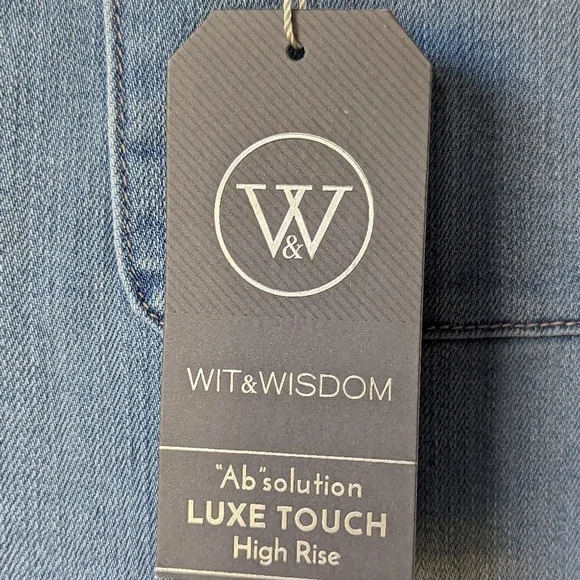 W&W
WIT&WISDOM
"Ab"solution
LUXE TOUCH
High Rise